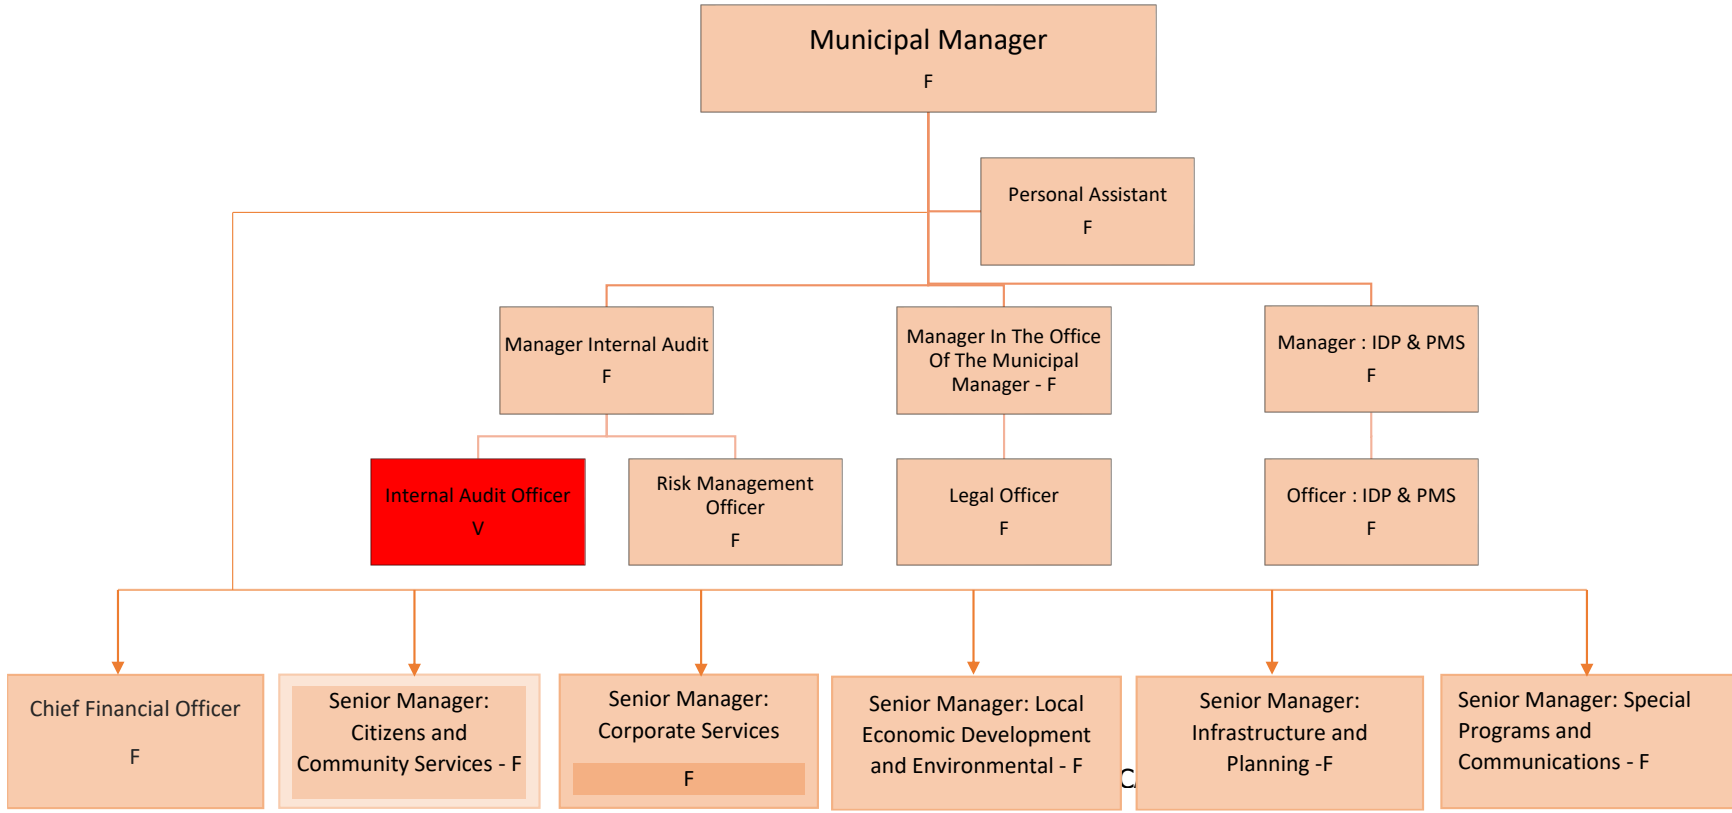 Municipal Manager
F
Personal Assistant
F
Manager Internal Audit
F
Manager In The Office
Of The Municipal
Manager - F
Manager : IDP & PMS
F
Internal Audit Officer
V
Risk Management
Officer
F
Legal Officer
F
Officer : IDP & PMS
F
Chief Financial Officer
F
Senior Manager:
Citizens and
Community Services - F
Senior Manager:
Corporate Services
F
Senior Manager: Local
Economic Development
and Environmental - F
Senior Manager:
Infrastructure and
Planning -F
Senior Manager: Special
Programs and
Communications - F